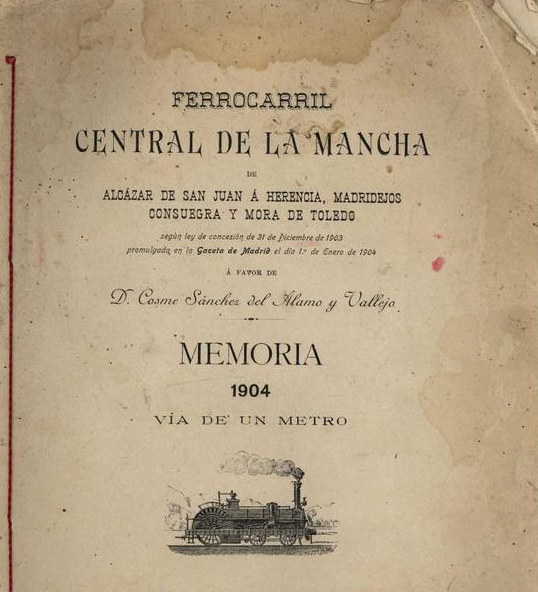 FERROCARRIL
CENTRAL DE LA MANCHA
DE
ALCÁZAR DE SAN JUAN Á HERENCIA, MADRIDEJOS
CONSUEGRA Y MORA DE TOLEDO
según ley de concesión de 31 de Diciembre de 1903
promulgada en la Gaceta de Madrid el día 1.º de Enero de 1904
Á FAVOR DE
D. Cosme Sánchez del Álamo y Vallejo
MEMORIA
1904
VÍA DE UN METRO